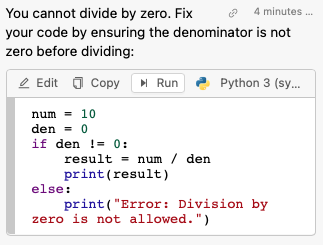 You cannot divide by zero. Fix 4 minutes ...
your code by ensuring the denominator is not
zero before dividing:
Edit Copy Run Python 3 (sy...
num = 10
den = 0
if den != 0:
    result = num / den
    print(result)
else:
    print("Error: Division by
zero is not allowed.")